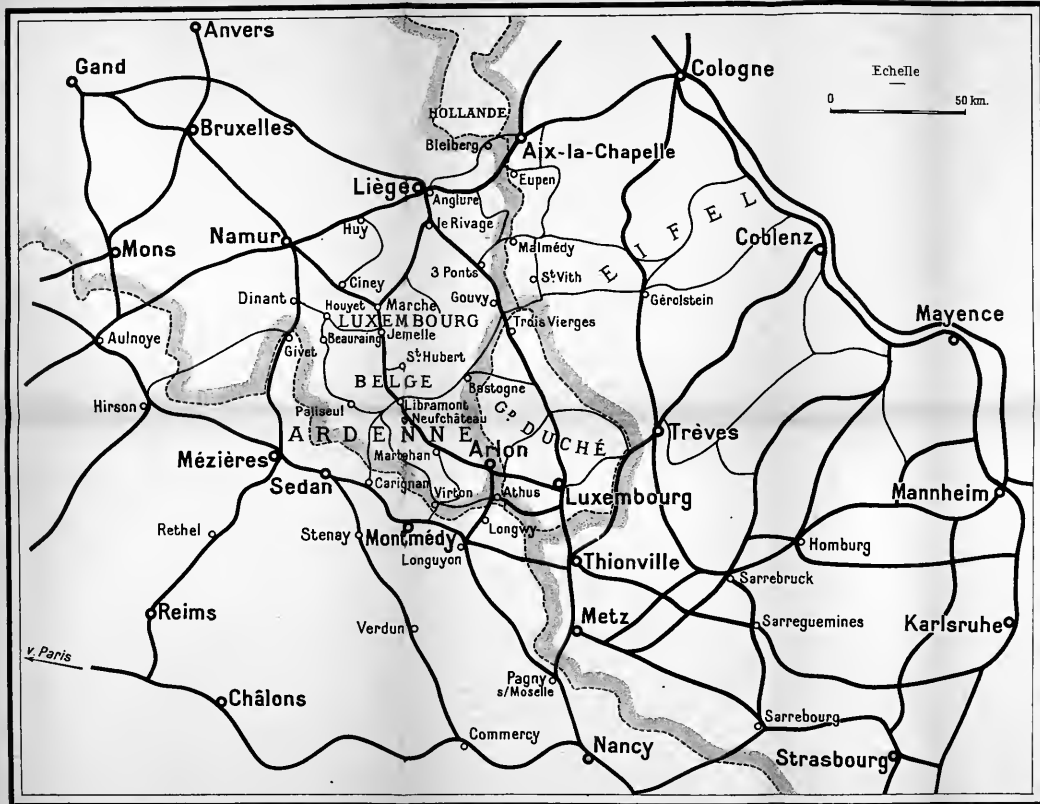 Anvers
Gand
Cologne
Echelle
0 50 km.
HOLLANDE
Bruxelles
Bleiberg
Aix-la-Chapelle
Eupen
Liège
Anglure
le Rivage
Huy
EIFEL
Mons
Namur
Malmédy
Coblenz
3 Ponts
St Vith
Ciney
Gérolstein
Dinant
Houyet
Marche
Gouvy
LUXEMBOURG
Trois Vierges
Mayence
Aulnoye
Givet
Beauraing
Jemelle
St Hubert
BELGE
Bastogne
Hirson
Paliseul
Libramont
Neufchâteau
GD DUCHÉ
ARDENNE
Trèves
Mézières
Martehan
Arlon
Sedan
Carignan
Virton
Athus
Luxembourg
Mannheim
Rethel
Stenay
Montmédy
Longwy
Longuyon
Homburg
Thionville
Sarrebruck
Reims
Metz
Verdun
Sarreguemines
Karlsruhe
v. Paris
Pagny
s/Moselle
Châlons
Sarrebourg
Commercy
Nancy
Strasbourg